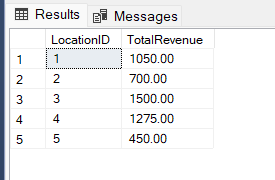 Results Messages
LocationID TotalRevenue
1 1 1050.00
2 2 700.00
3 3 1500.00
4 4 1275.00
5 5 450.00